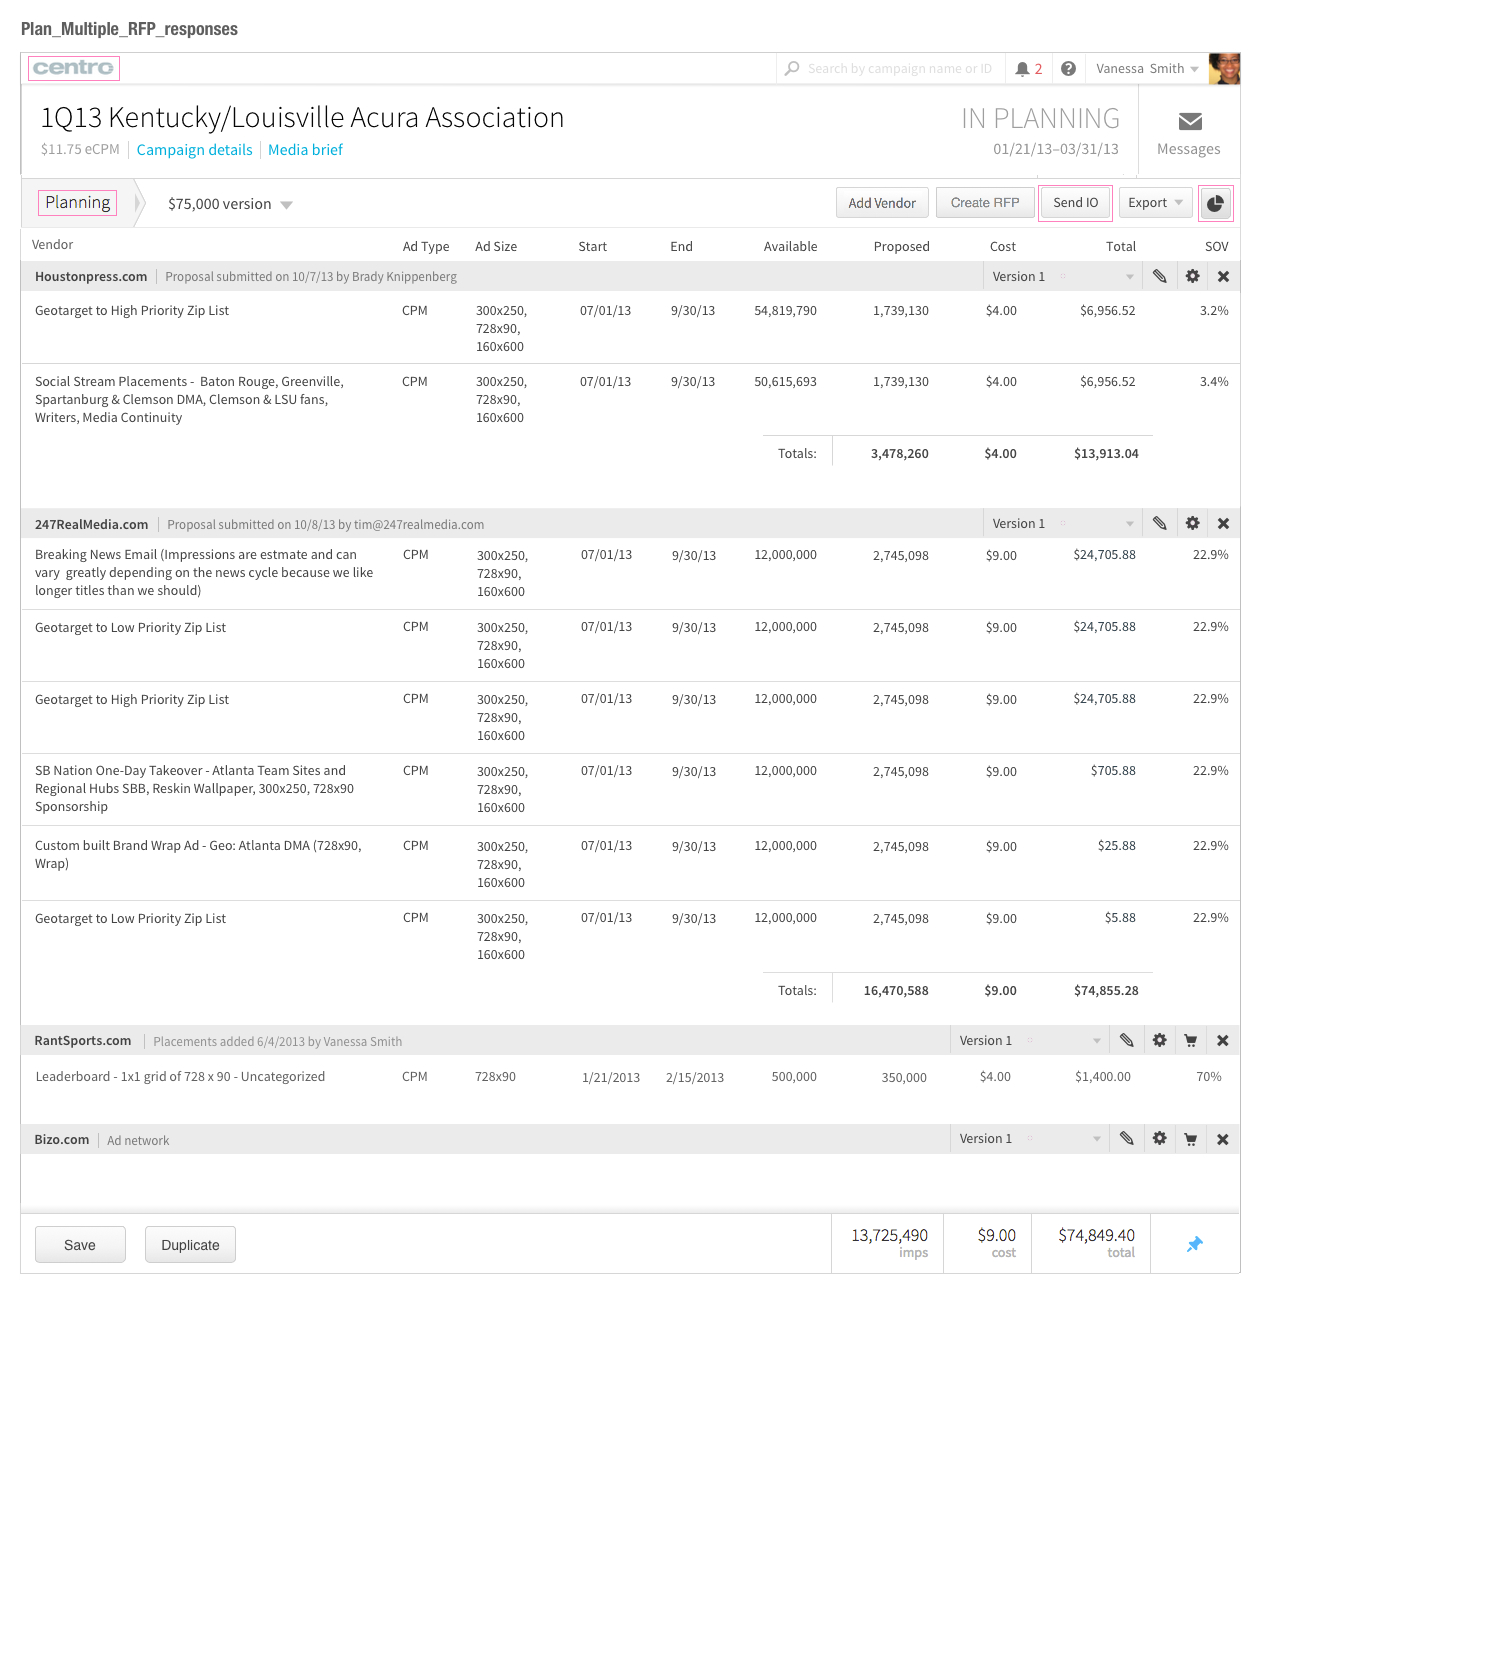 Plan_Multiple_RFP_responses
centro
Search by campaign name or ID
2
?
Vanessa Smith
1Q13 Kentucky/Louisville Acura Association
IN PLANNING
$11.75 eCPM
Campaign details
Media brief
01/21/13–03/31/13
Messages
Planning
$75,000 version
Add Vendor
Create RFP
Send IO
Export
Vendor Ad Type Ad Size Start End Available Proposed Cost Total SOV
Houstonpress.com Proposal submitted on 10/7/13 by Brady Knippenberg Version 1
Geotarget to High Priority Zip List CPM 300x250, 07/01/13 9/30/13 54,819,790 1,739,130 $4.00 $6,956.52 3.2%
728x90,
160x600
Social Stream Placements - Baton Rouge, Greenville, CPM 300x250, 07/01/13 9/30/13 50,615,693 1,739,130 $4.00 $6,956.52 3.4%
Spartanburg & Clemson DMA, Clemson & LSU fans, 728x90,
Writers, Media Continuity 160x600
Totals: 3,478,260 $4.00 $13,913.04
247RealMedia.com Proposal submitted on 10/8/13 by tim@247realmedia.com Version 1
Breaking News Email (Impressions are estmate and can CPM 300x250, 07/01/13 9/30/13 12,000,000 2,745,098 $9.00 $24,705.88 22.9%
vary greatly depending on the news cycle because we like 728x90,
longer titles than we should) 160x600
Geotarget to Low Priority Zip List CPM 300x250, 07/01/13 9/30/13 12,000,000 2,745,098 $9.00 $24,705.88 22.9%
728x90,
160x600
Geotarget to High Priority Zip List CPM 300x250, 07/01/13 9/30/13 12,000,000 2,745,098 $9.00 $24,705.88 22.9%
728x90,
160x600
SB Nation One-Day Takeover - Atlanta Team Sites and CPM 300x250, 07/01/13 9/30/13 12,000,000 2,745,098 $9.00 $705.88 22.9%
Regional Hubs SBB, Reskin Wallpaper, 300x250, 728x90 728x90,
Sponsorship 160x600
Custom built Brand Wrap Ad - Geo: Atlanta DMA (728x90, CPM 300x250, 07/01/13 9/30/13 12,000,000 2,745,098 $9.00 $25.88 22.9%
Wrap) 728x90,
160x600
Geotarget to Low Priority Zip List CPM 300x250, 07/01/13 9/30/13 12,000,000 2,745,098 $9.00 $5.88 22.9%
728x90,
160x600
Totals: 16,470,588 $9.00 $74,855.28
RantSports.com Placements added 6/4/2013 by Vanessa Smith Version 1
Leaderboard - 1x1 grid of 728 x 90 - Uncategorized CPM 728x90 1/21/2013 2/15/2013 500,000 350,000 $4.00 $1,400.00 70%
Bizo.com Ad network Version 1
Save
Duplicate
13,725,490 $9.00 $74,849.40
imps cost total